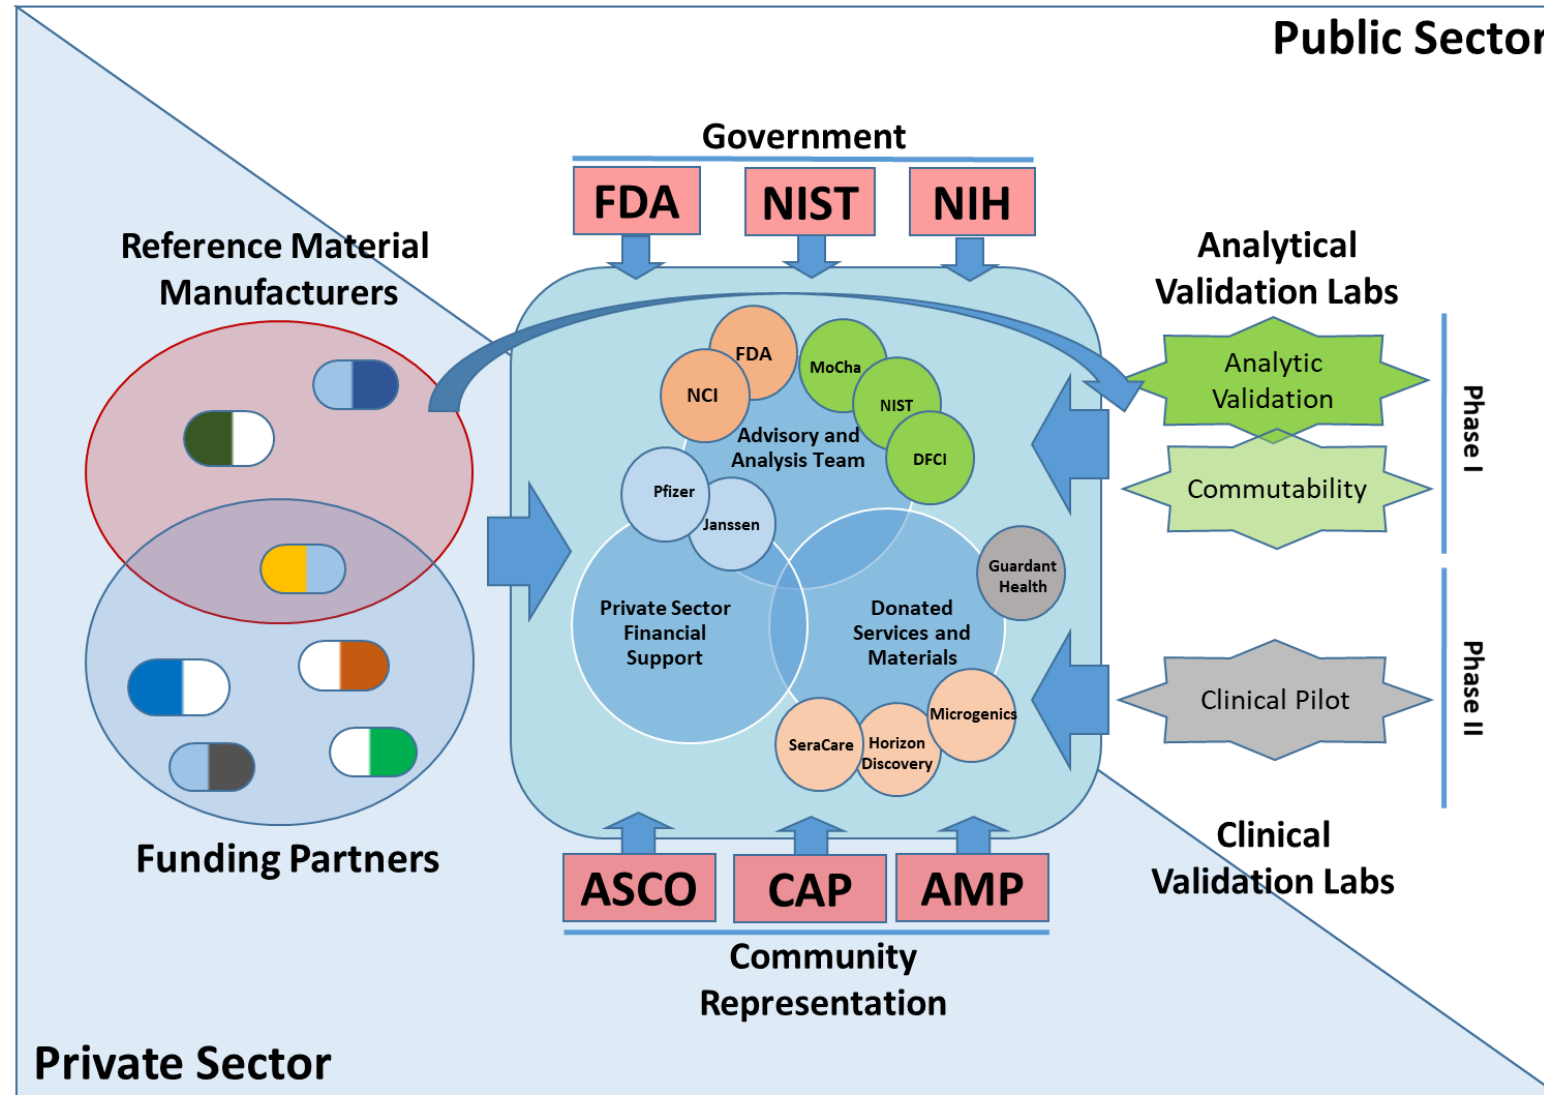 Public Sector
Government
FDA
NIST
NIH
Reference Material
Manufacturers
Analytical
Validation Labs
FDA
NCI
MoCha
NIST
DFCI
Advisory and
Analysis Team
Pfizer
Janssen
Guardant
Health
Private Sector
Financial
Support
Donated
Services and
Materials
SeraCare
Horizon
Discovery
Microgenics
Analytic
Validation
Commutability
Phase I
Clinical Pilot
Phase II
Clinical
Validation Labs
Funding Partners
ASCO
CAP
AMP
Community
Representation
Private Sector